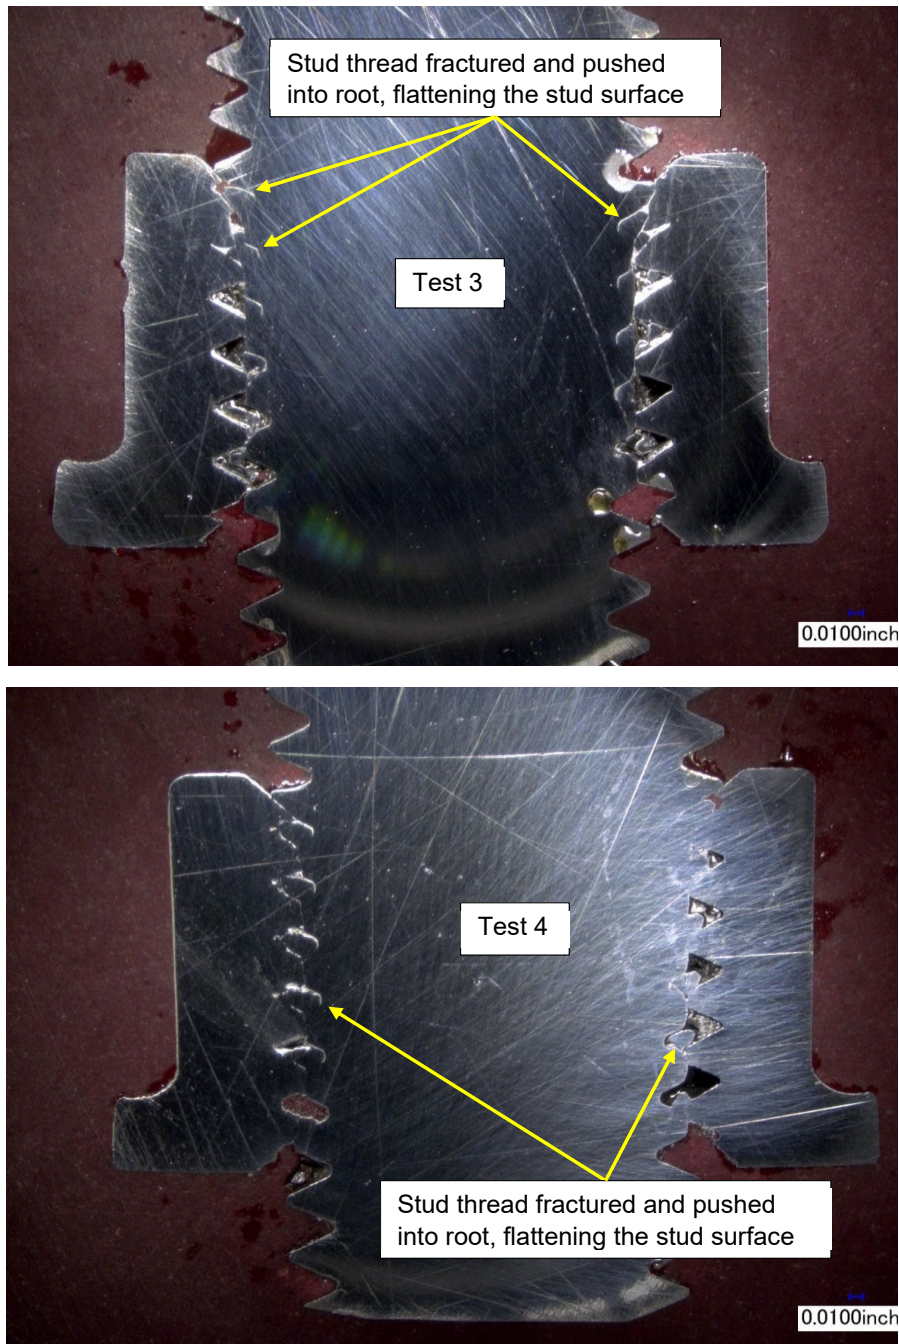 Stud thread fractured and pushed
into root, flattening the stud surface
Test 3
0.0100inch
Test 4
Stud thread fractured and pushed
into root, flattening the stud surface
0.0100inch